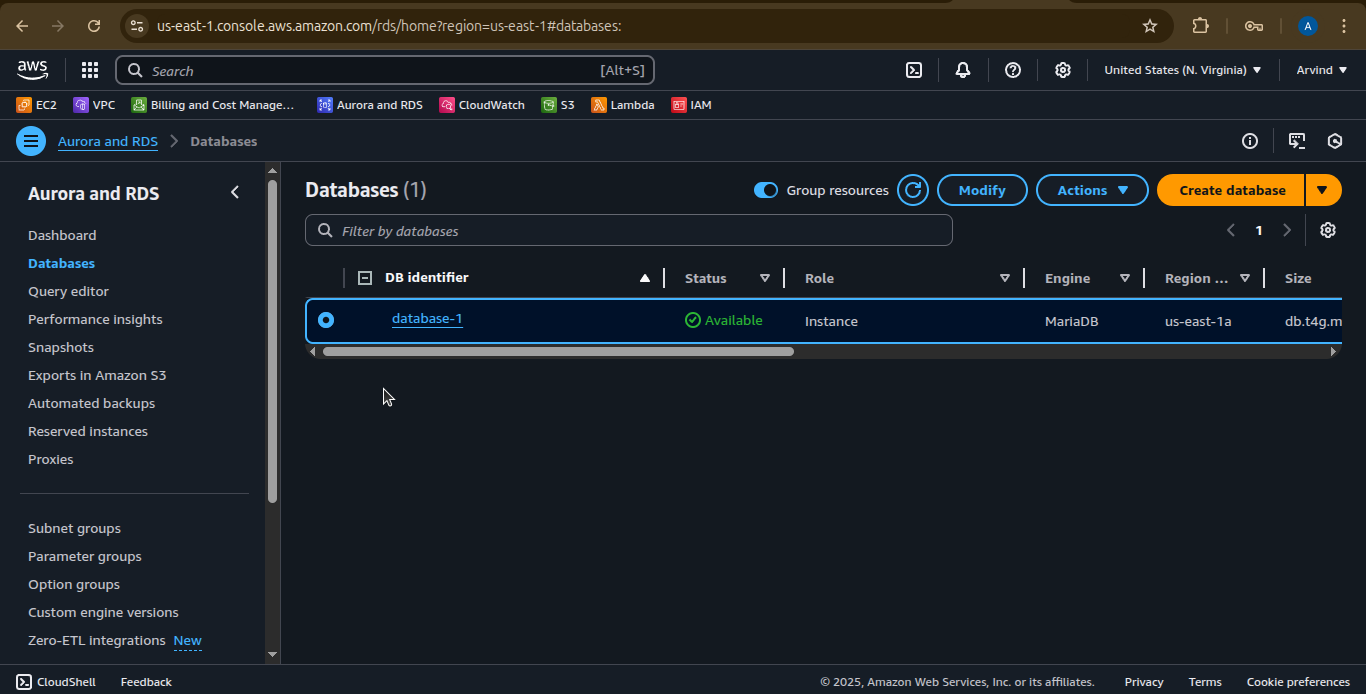 us-east-1.console.aws.amazon.com/rds/home?region=us-east-1#databases:
A
aws
Search
[Alt+S]
United States (N. Virginia)
Arvind
EC2
VPC
Billing and Cost Manage...
Aurora and RDS
CloudWatch
S3
Lambda
IAM
Aurora and RDS
Databases
Aurora and RDS
Dashboard
Databases
Query editor
Performance insights
Snapshots
Exports in Amazon S3
Automated backups
Reserved instances
Proxies
Subnet groups
Parameter groups
Option groups
Custom engine versions
Zero-ETL integrations New
Databases (1)
Group resources
Modify
Actions
Create database
Filter by databases
1
DB identifier
Status
Role
Engine
Region ...
Size
database-1
Available
Instance
MariaDB
us-east-1a
db.t4g.m
CloudShell
Feedback
© 2025, Amazon Web Services, Inc. or its affiliates.
Privacy
Terms
Cookie preferences